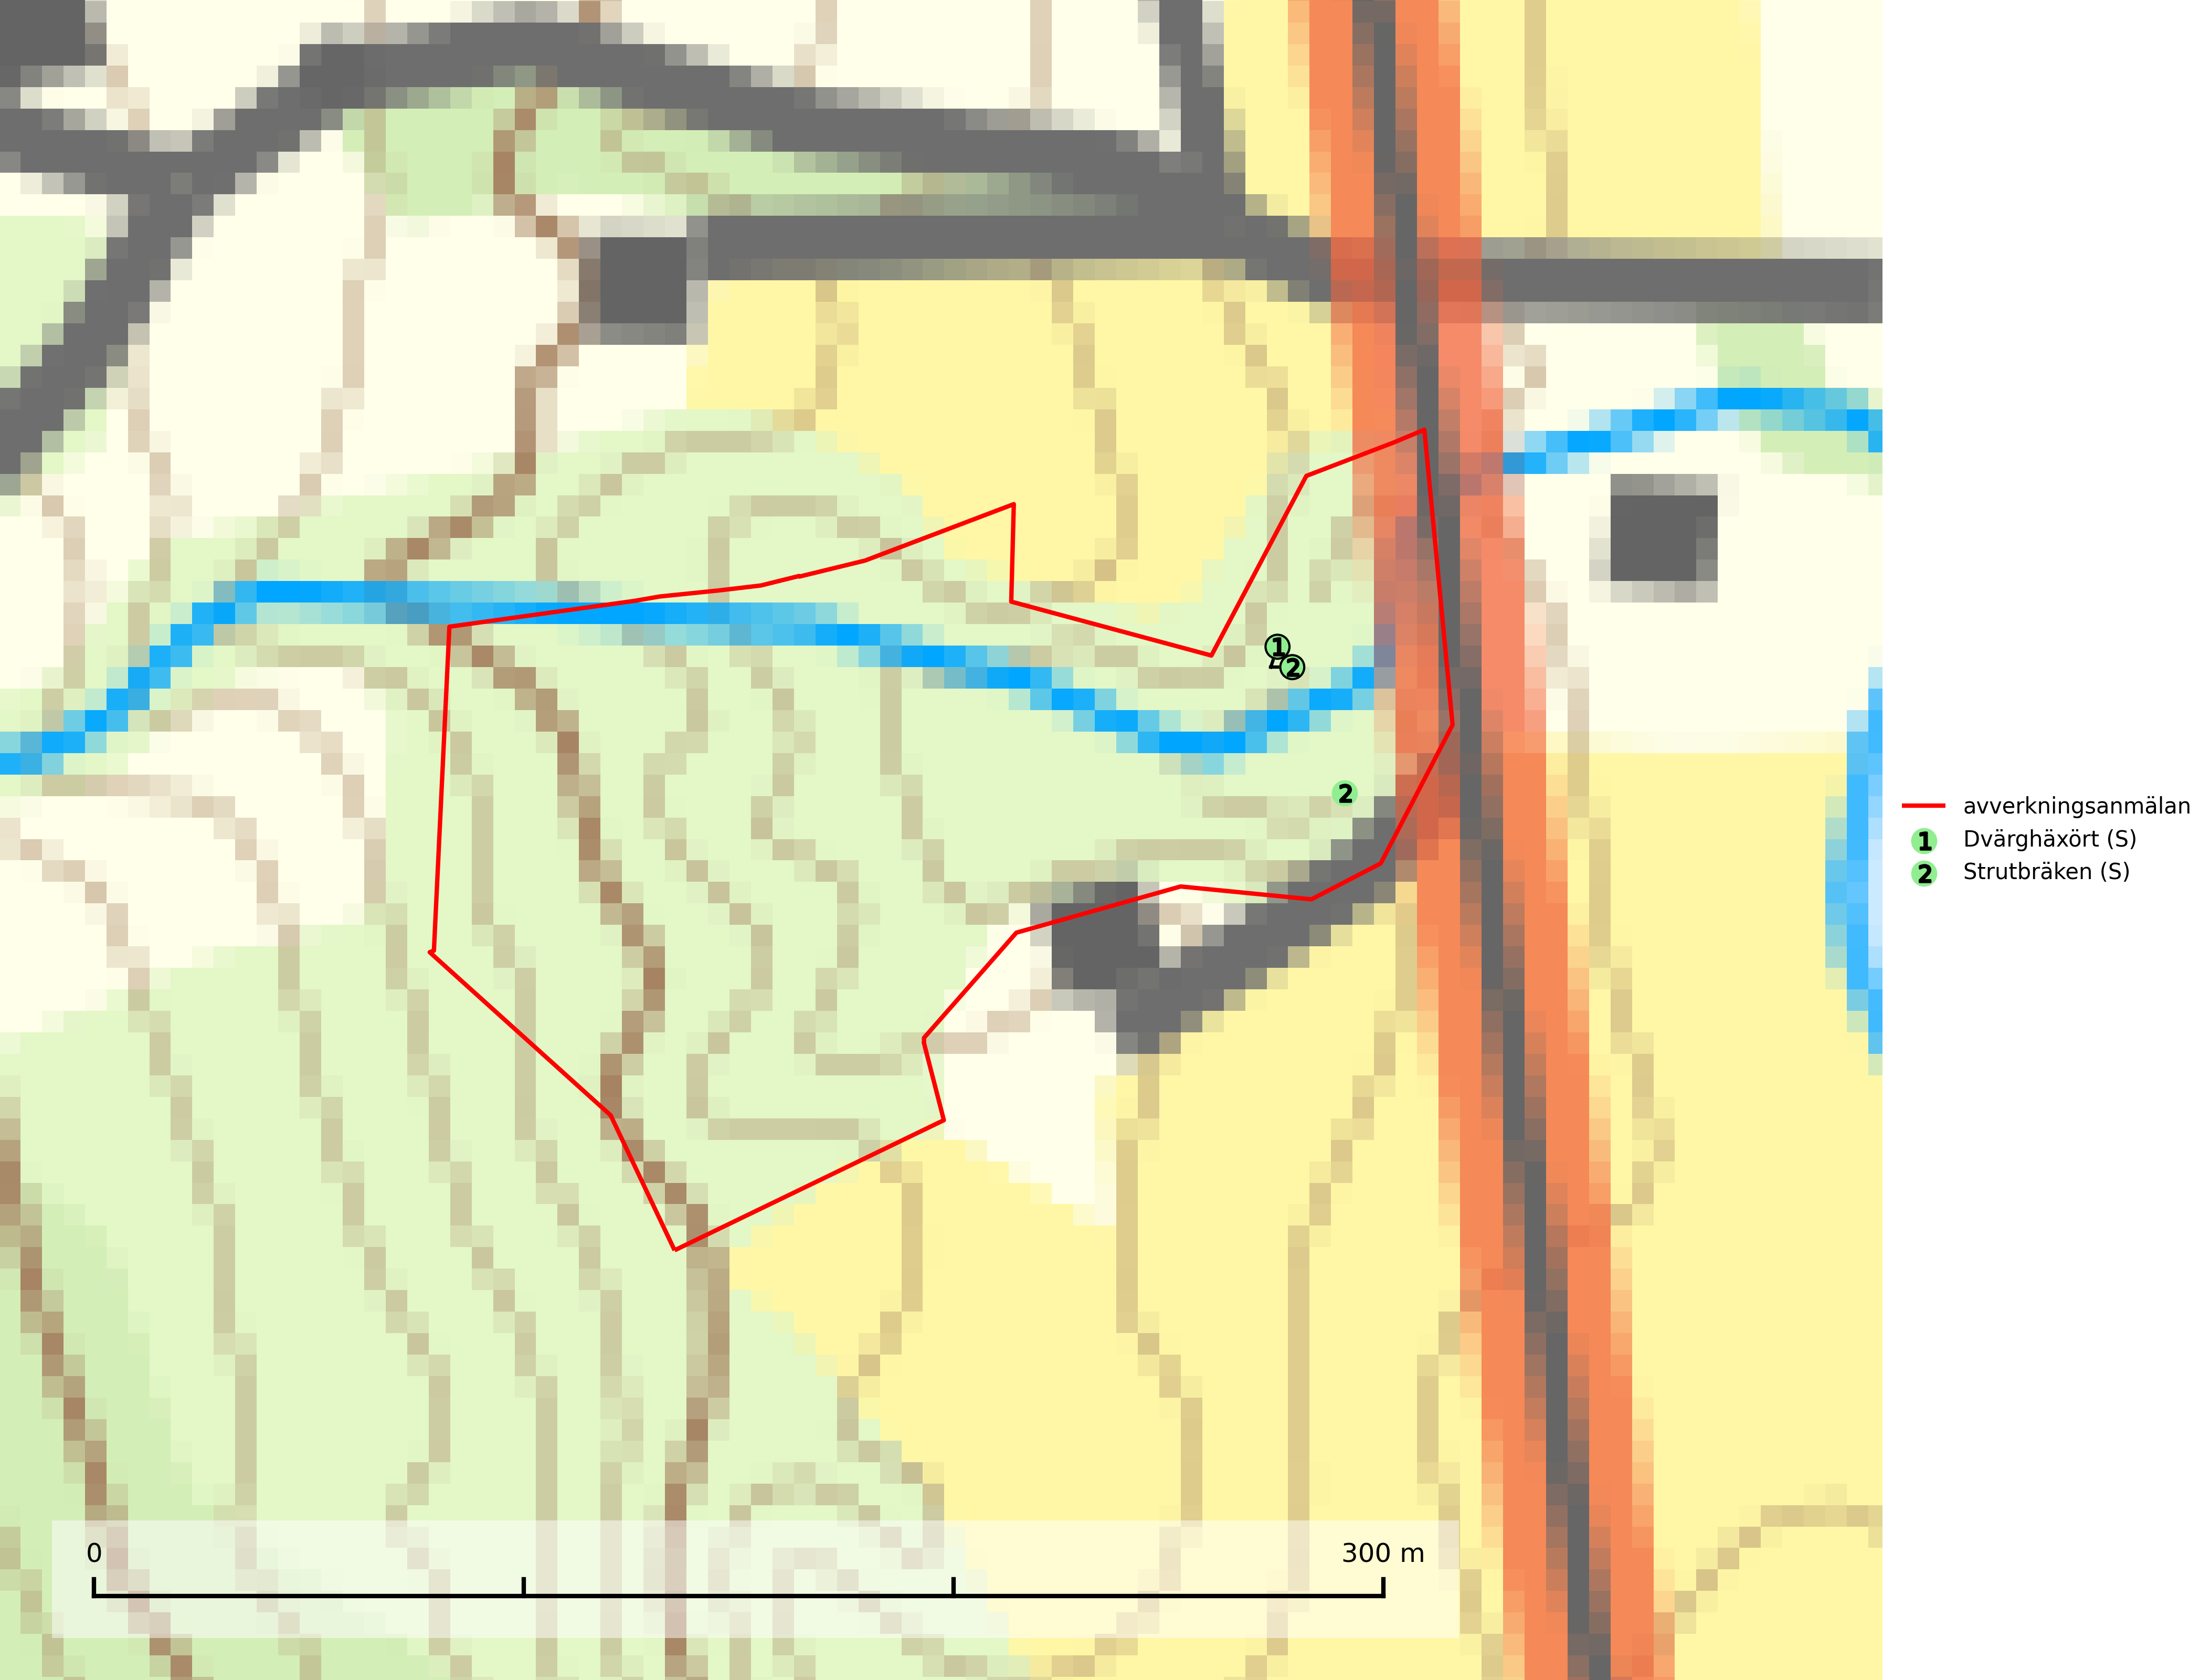 1
2
2
avverkningsanmälan
1 Dvärghäxört (S)
2 Strutbräken (S)
0 300 m